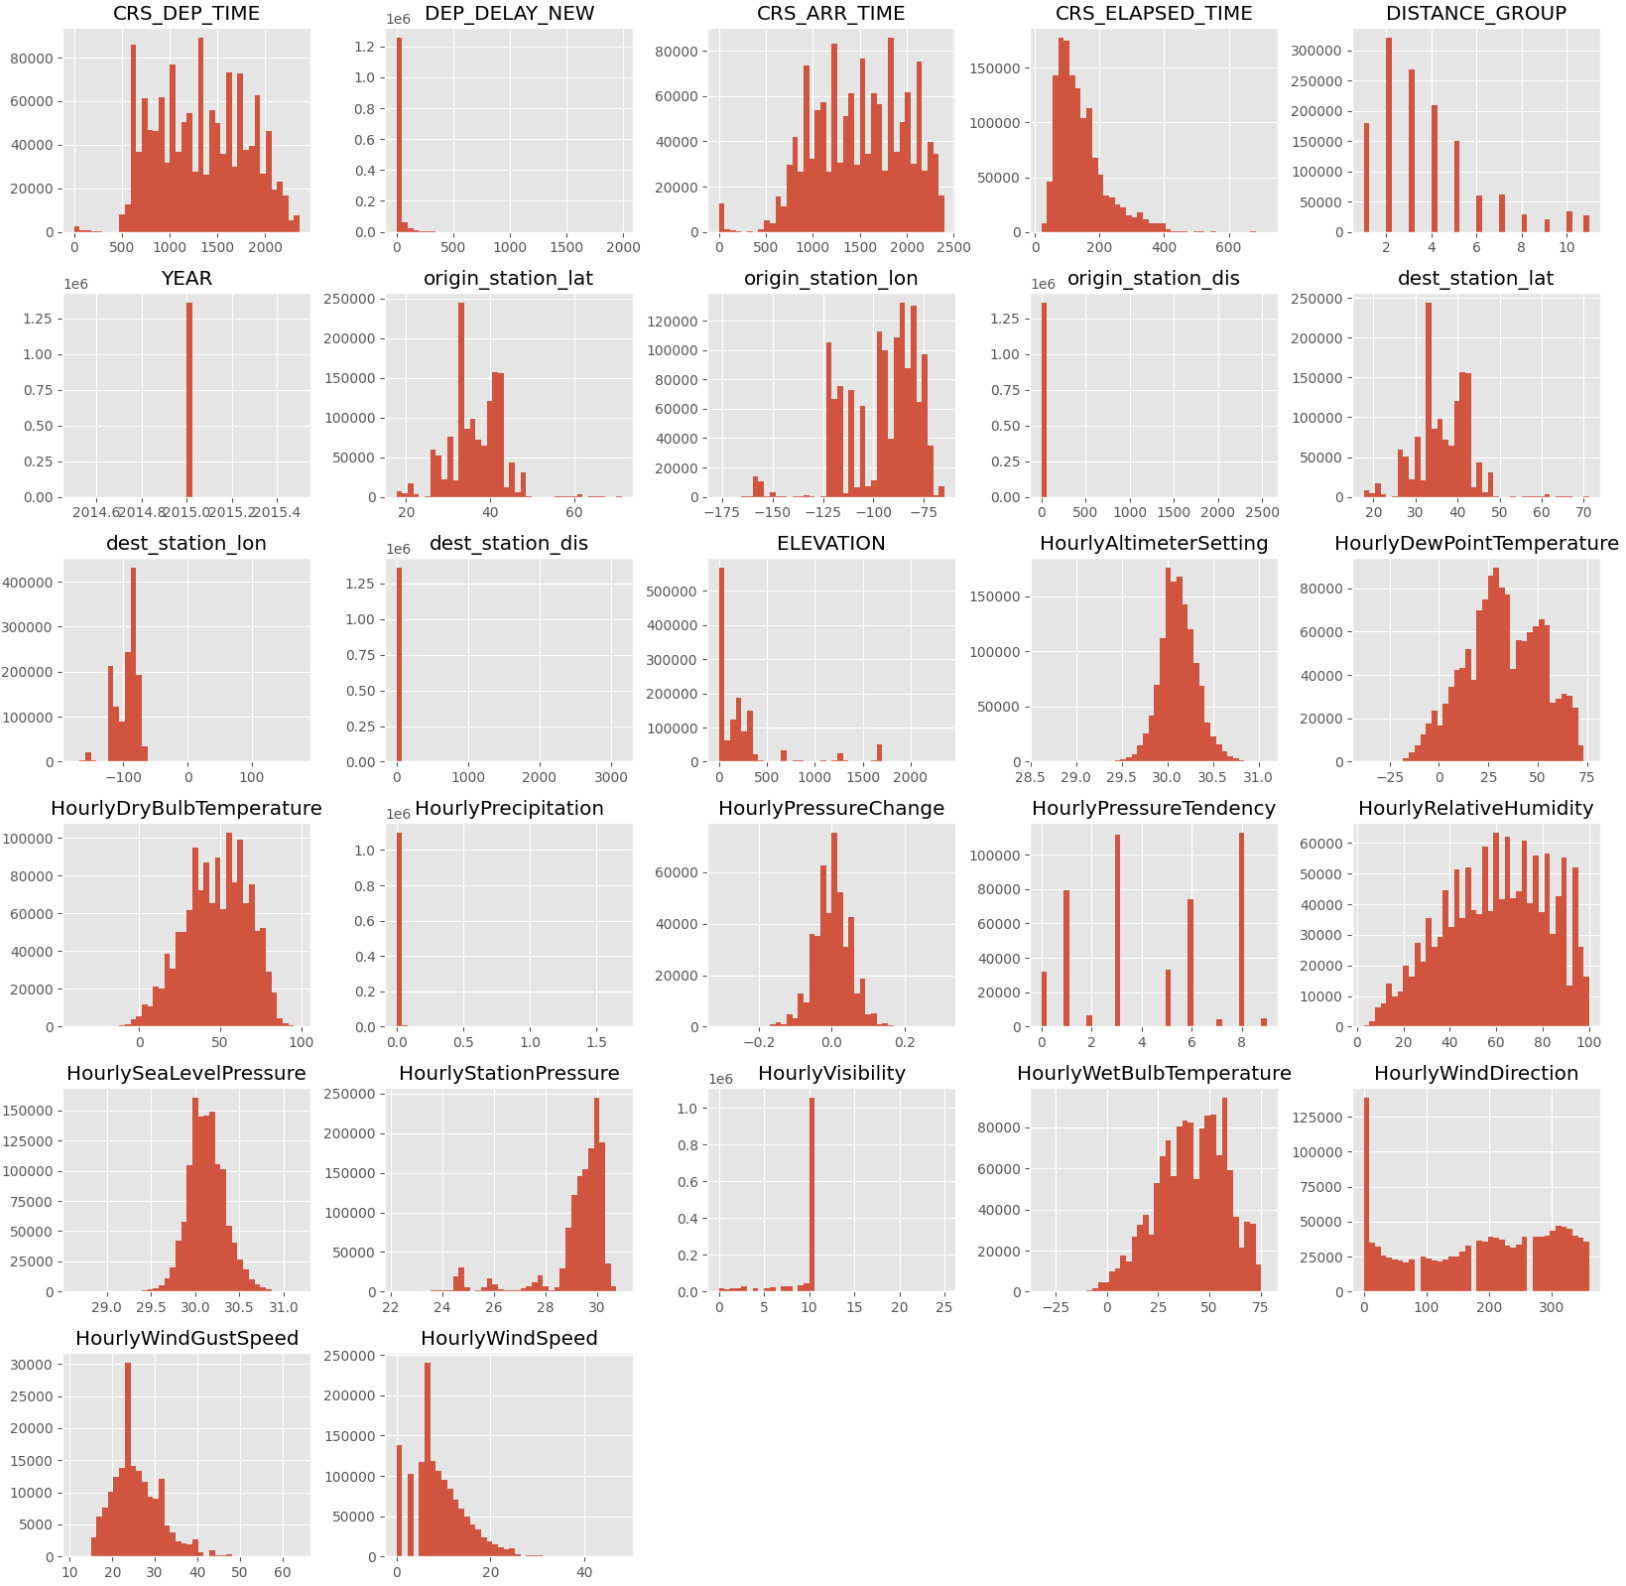 CRS_DEP_TIME
80000
60000
40000
20000
0
0 500 1000 1500 2000
DEP_DELAY_NEW
1e6
1.2
1.0
0.8
0.6
0.4
0.2
0.0
0 500 1000 1500 2000
CRS_ARR_TIME
80000
60000
40000
20000
0
0 500 1000 1500 2000 2500
CRS_ELAPSED_TIME
150000
100000
50000
0
0 200 400 600
DISTANCE_GROUP
300000
250000
200000
150000
100000
50000
0
2 4 6 8 10
YEAR
1e6
1.25
1.00
0.75
0.50
0.25
0.00
2014.6 2014.8 2015.0 2015.2 2015.4
origin_station_lat
250000
200000
150000
100000
50000
0
20 40 60
origin_station_lon
120000
100000
80000
60000
40000
20000
0
−175 −150 −125 −100 −75
origin_station_dis
1e6
1.25
1.00
0.75
0.50
0.25
0.00
0 500 1000 1500 2000 2500
dest_station_lat
250000
200000
150000
100000
50000
0
20 30 40 50 60 70
dest_station_lon
400000
300000
200000
100000
0
−100 0 100
dest_station_dis
1e6
1.25
1.00
0.75
0.50
0.25
0.00
0 1000 2000 3000
ELEVATION
500000
400000
300000
200000
100000
0
0 500 1000 1500 2000
HourlyAltimeterSetting
150000
100000
50000
0
28.5 29.0 29.5 30.0 30.5 31.0
HourlyDewPointTemperature
80000
60000
40000
20000
0
−25 0 25 50 75
HourlyDryBulbTemperature
100000
80000
60000
40000
20000
0
0 50 100
HourlyPrecipitation
1e6
1.0
0.8
0.6
0.4
0.2
0.0
0.0 0.5 1.0 1.5
HourlyPressureChange
60000
40000
20000
0
−0.2 0.0 0.2
HourlyPressureTendency
100000
80000
60000
40000
20000
0
0 2 4 6 8
HourlyRelativeHumidity
60000
50000
40000
30000
20000
10000
0
0 20 40 60 80 100
HourlySeaLevelPressure
150000
125000
100000
75000
50000
25000
0
29.0 29.5 30.0 30.5 31.0
HourlyStationPressure
250000
200000
150000
100000
50000
0
22 24 26 28 30
HourlyVisibility
1e6
1.0
0.8
0.6
0.4
0.2
0.0
0 5 10 15 20 25
HourlyWetBulbTemperature
80000
60000
40000
20000
0
−25 0 25 50 75
HourlyWindDirection
125000
100000
75000
50000
25000
0
0 100 200 300
HourlyWindGustSpeed
30000
25000
20000
15000
10000
5000
0
10 20 30 40 50 60
HourlyWindSpeed
250000
200000
150000
100000
50000
0
0 20 40